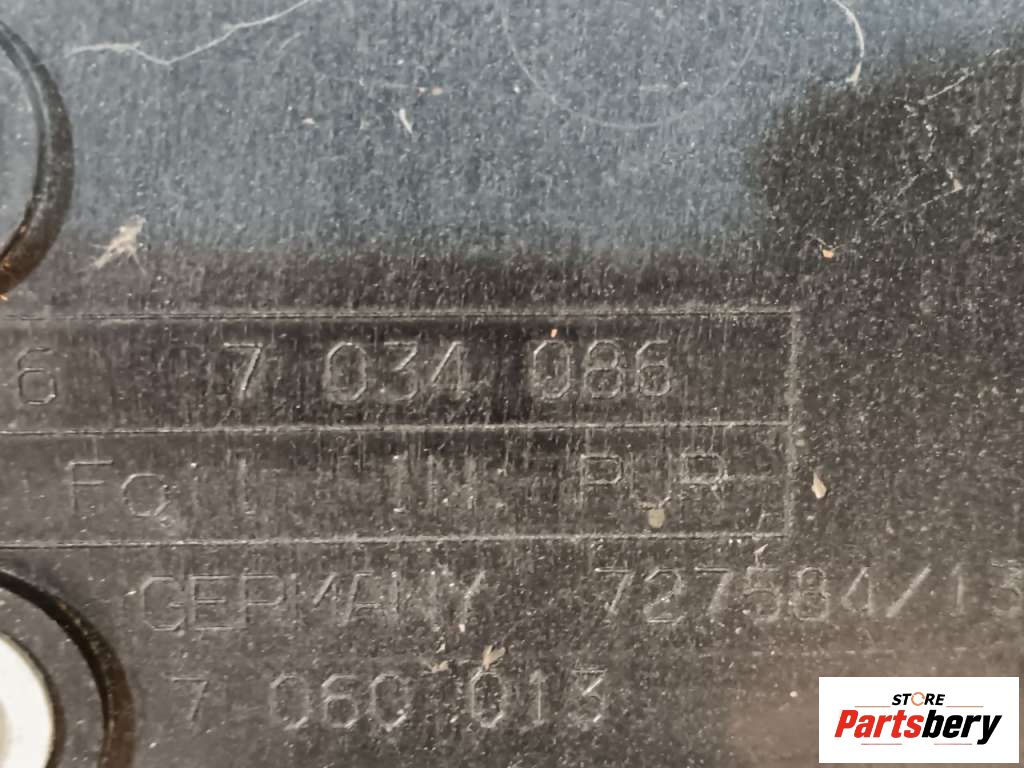 6 7 034 086
GERMANY 727584/13
7 060 013
STORE
Partsbery